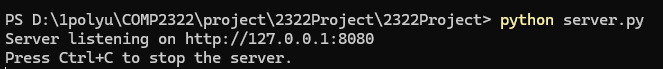 PS D:\1polyu\COMP2322\project\2322Project\2322Project> python server.py
Server listening on http://127.0.0.1:8080
Press Ctrl+C to stop the server.